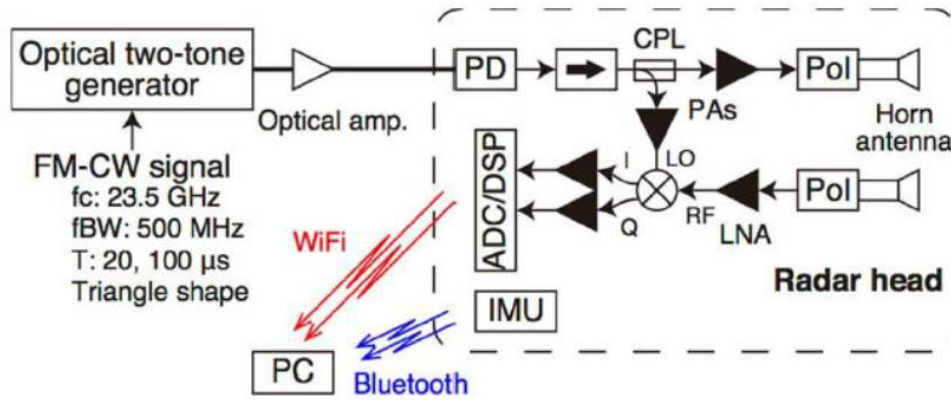 Optical two-tone
generator
Optical amp.
FM-CW signal
fc: 23.5 GHz
fBW: 500 MHz
T: 20, 100 µs
Triangle shape
PD
CPL
PAs
Pol
Horn
antenna
ADC/DSP
I
Q
LO
RF
LNA
Pol
Radar head
IMU
WiFi
Bluetooth
PC